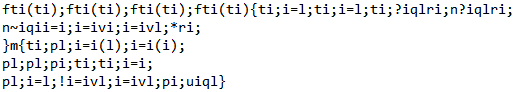 fti(ti);fti(ti);fti(ti);fti(ti){ti;i=l;ti;i=l;ti;?iqlri;n?iqlri;
n~iqii=i;i=ivi;i=ivl;*ri;
}m{ti;pl;i=i(l);i=i(i);
pl;pl;pi;ti;ti;i=i;
pl;i=l;!i=ivl;i=ivl;pi;uiql}